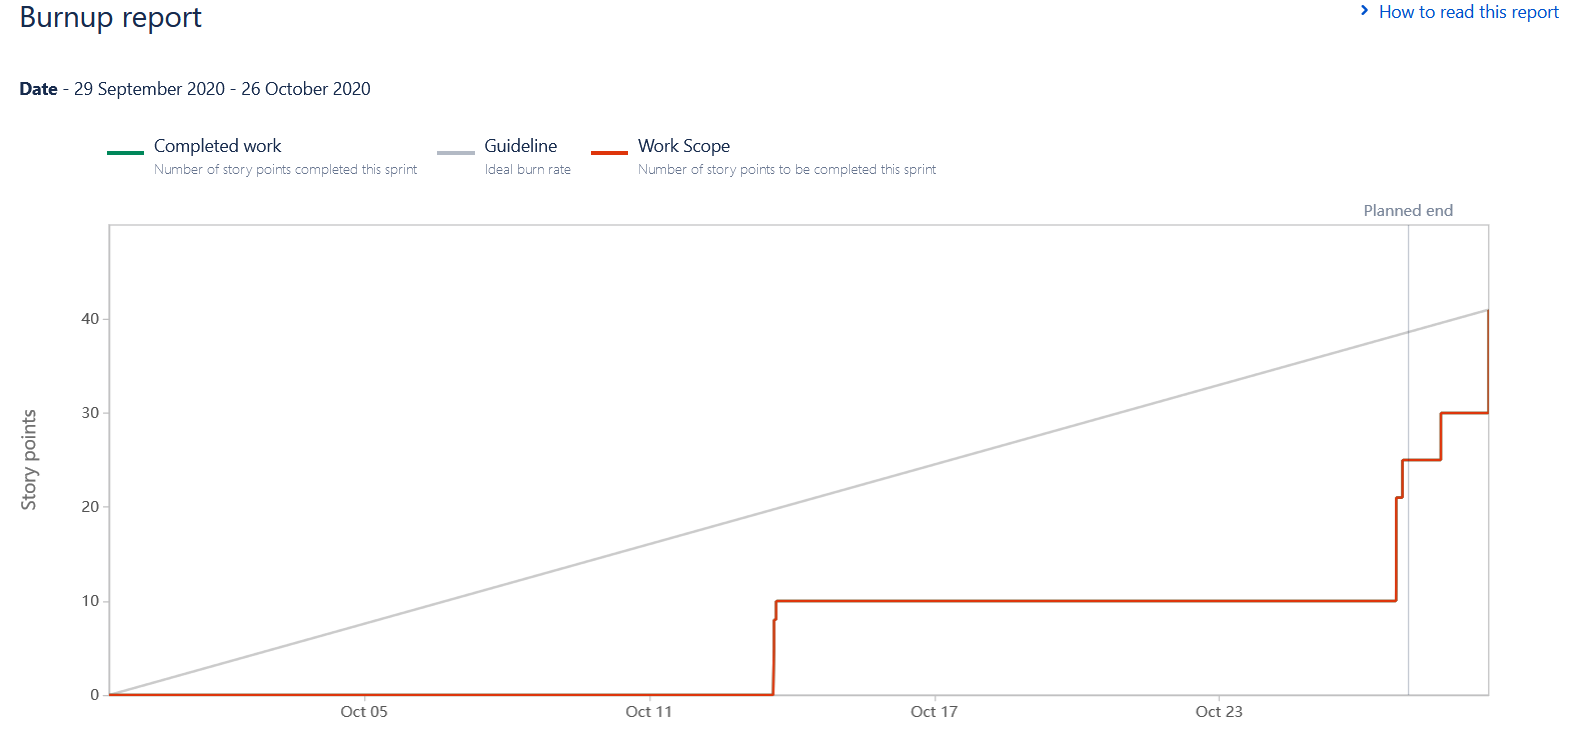 Burnup report
How to read this report
Date - 29 September 2020 - 26 October 2020
Completed work
Number of story points completed this sprint
Guideline
Ideal burn rate
Work Scope
Number of story points to be completed this sprint
Planned end
Story points
40
30
20
10
0
Oct 05
Oct 11
Oct 17
Oct 23